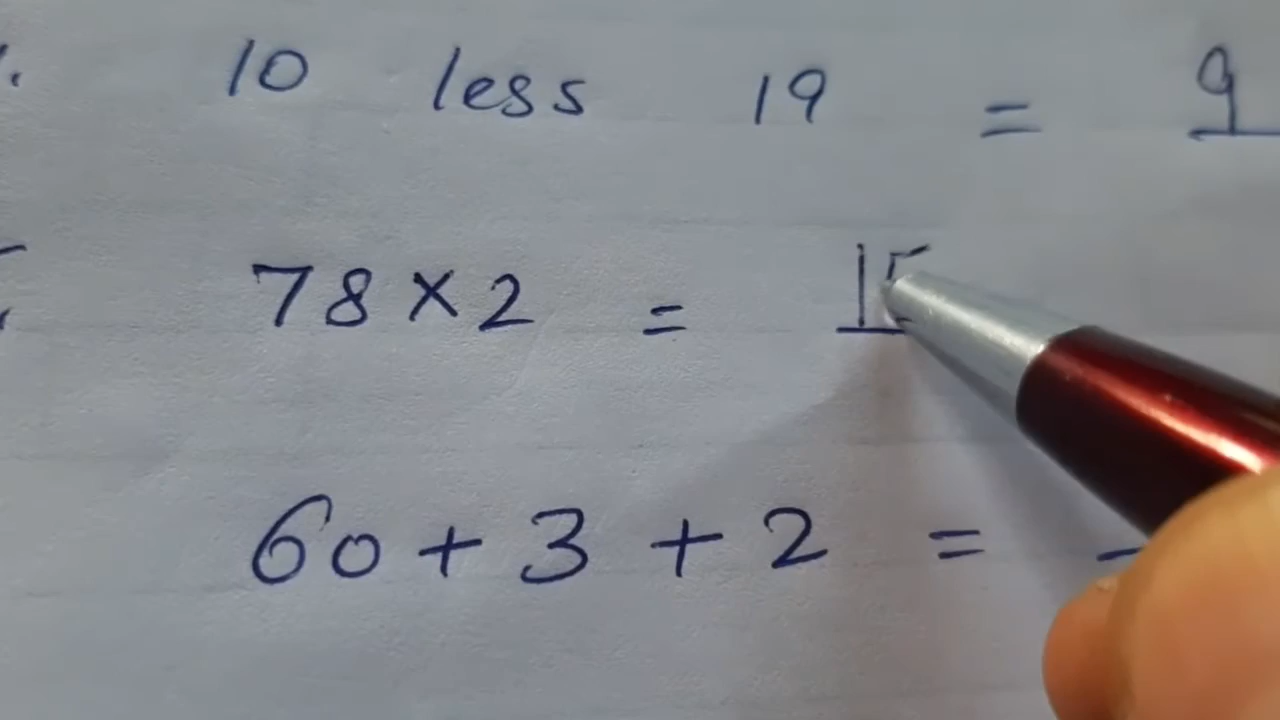 10 less 19 = 9
78 × 2 = 15
60 + 3 + 2 =